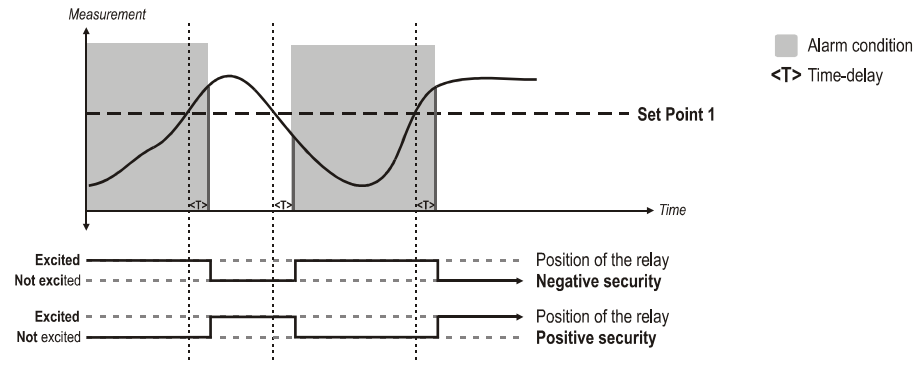 Measurement
Alarm condition
<T> Time-delay
Set Point 1
<T> <T> <T>
Time
Excited
Position of the relay
Not excited
Negative security
Excited
Position of the relay
Not excited
Positive security